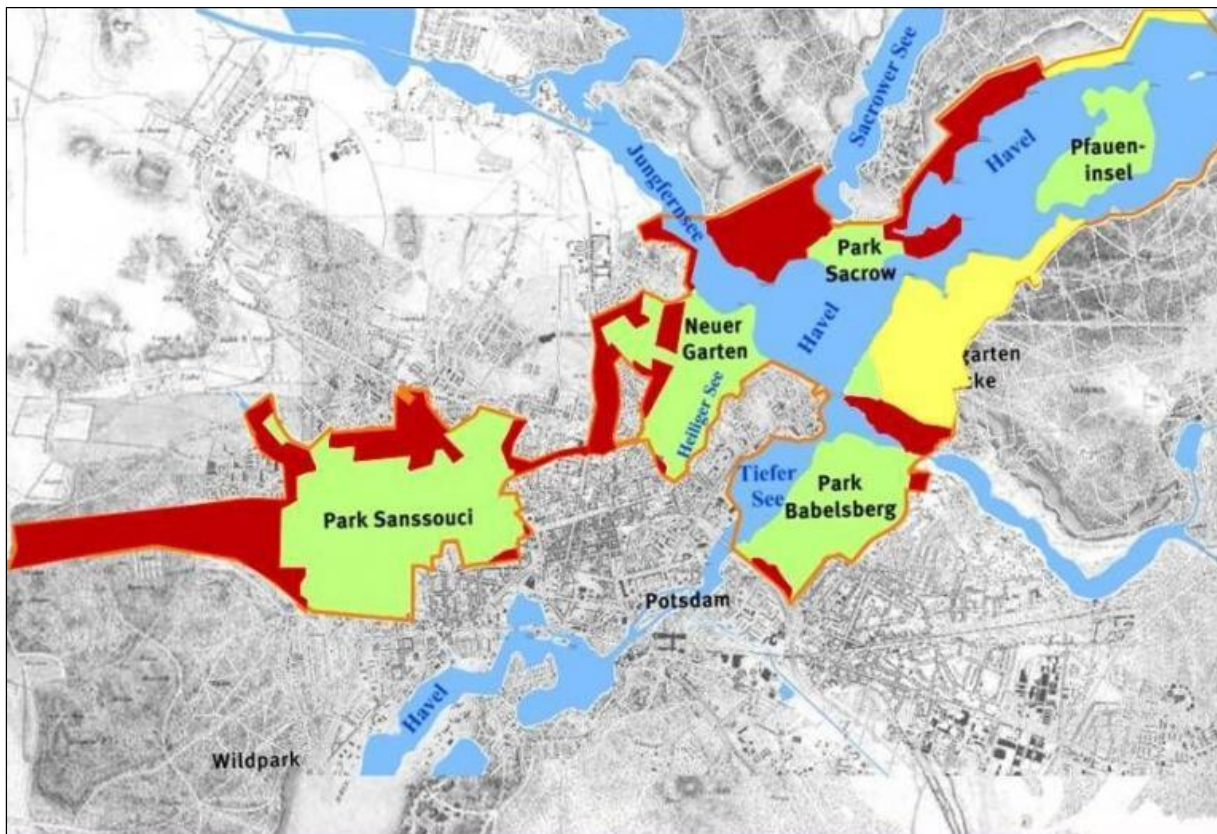 Sacrower See
Jungfernsee
Havel
Pfauen-
insel
Park
Sacrow
Havel
Neuer
Garten
Heiliger See
garten
cke
Tiefer
See
Park
Babelsberg
Park Sanssouci
Potsdam
Havel
Wildpark